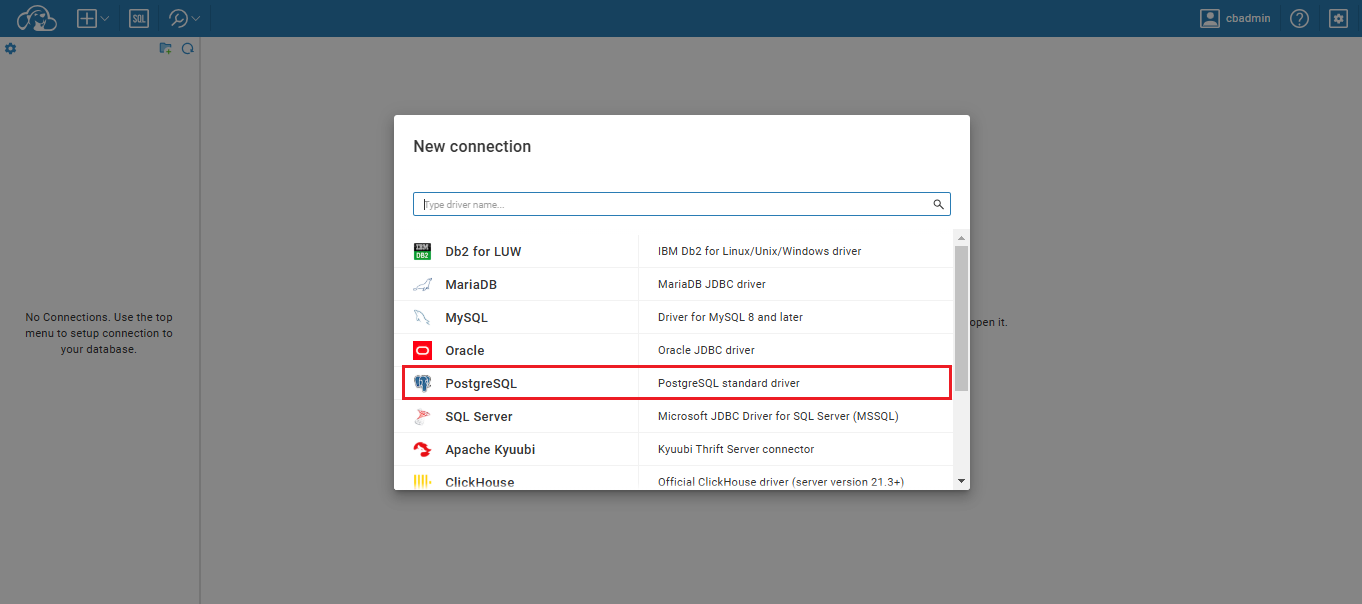 SQL
cbadmin
?
No Connections. Use the top
menu to setup connection to
your database.
open it.
New connection
Type driver name...
IBM
DB2
Db2 for LUW
IBM Db2 for Linux/Unix/Windows driver
MariaDB
MariaDB JDBC driver
MySQL
Driver for MySQL 8 and later
Oracle
Oracle JDBC driver
PostgreSQL
PostgreSQL standard driver
SQL Server
Microsoft JDBC Driver for SQL Server (MSSQL)
Apache Kyuubi
Kyuubi Thrift Server connector
ClickHouse
Official ClickHouse driver (server version 21.3+)